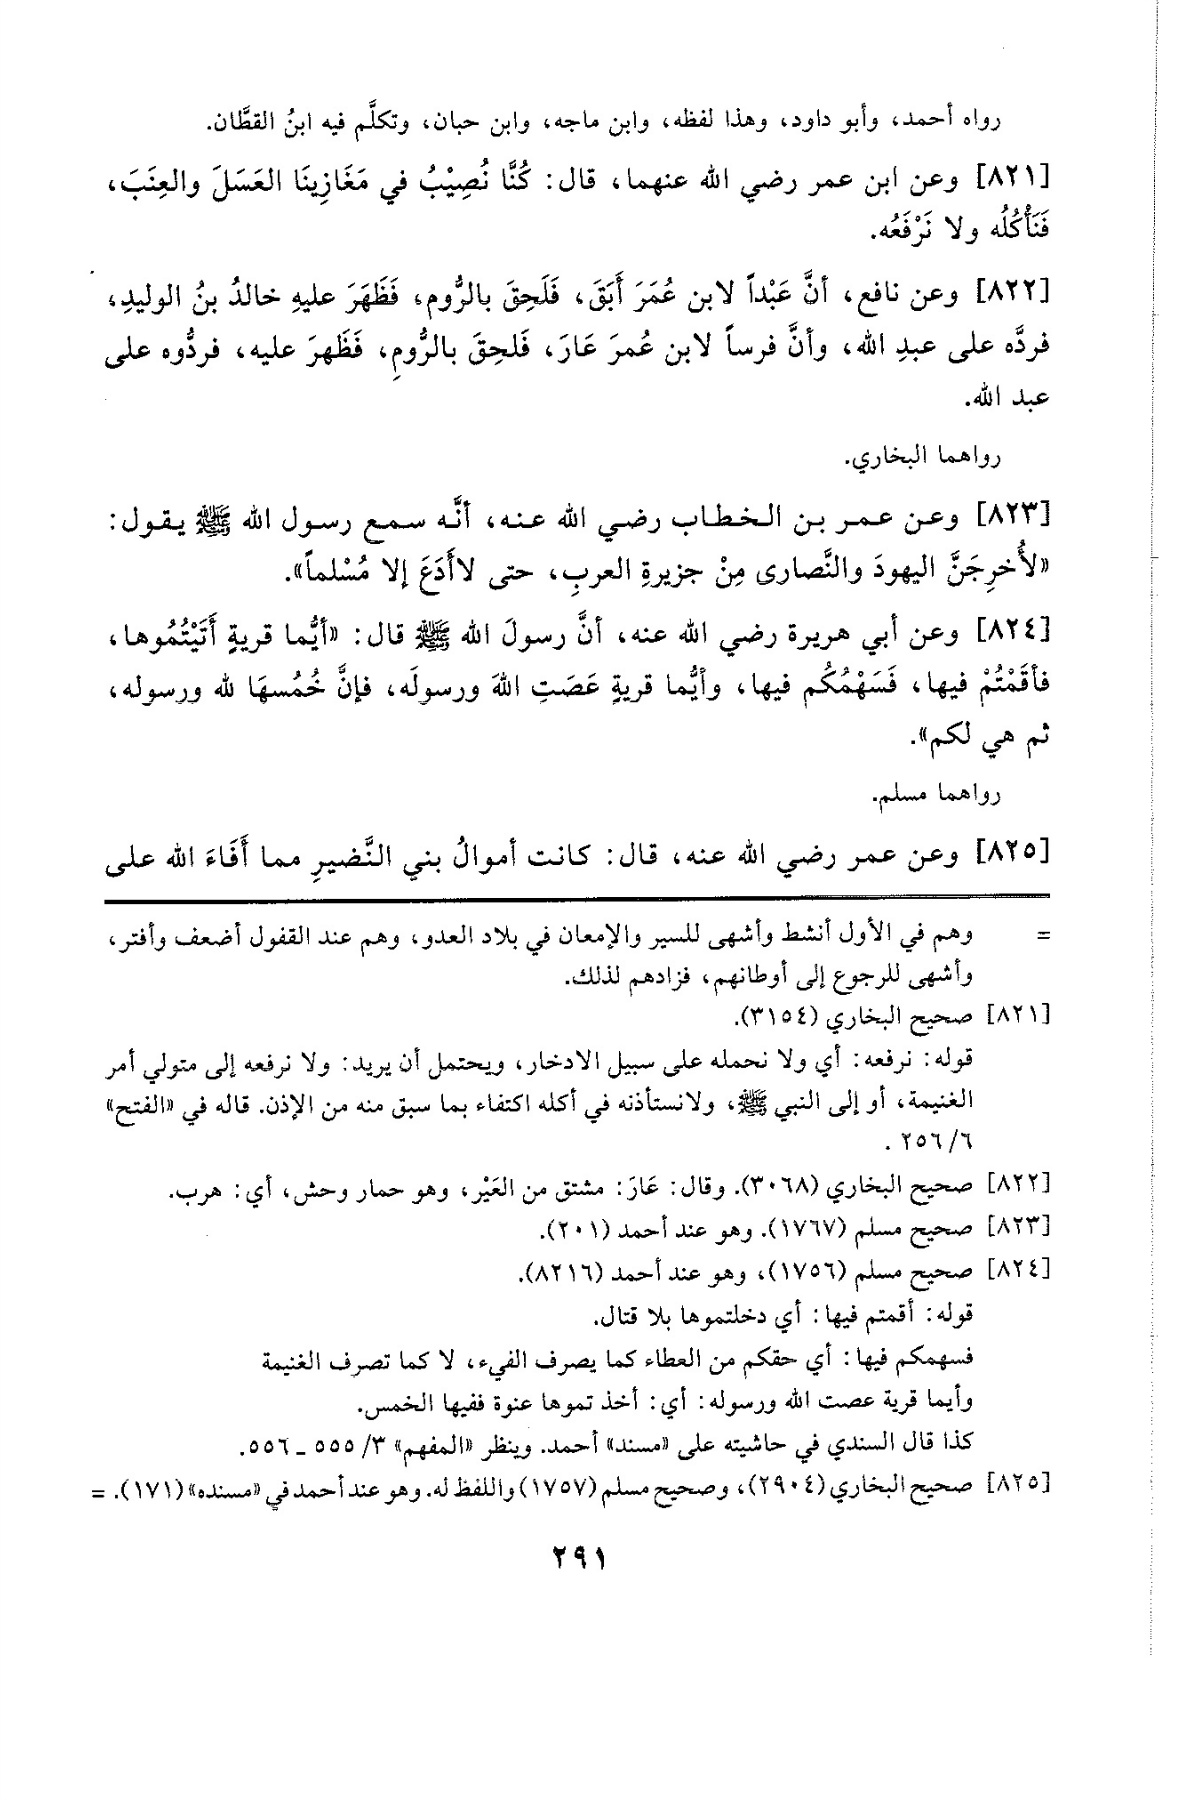 رواه أحمد، وأبو داود، وهذا لفظه، وابن ماجه، وابن حبان، وتكلَّم فيه ابنُ القطَّان.
[٨٢١] وعن ابن عمر رضي الله عنهما، قال: كُنَّا نُصِيْبُ في مَغَازِينَا العَسَلَ والعِنَبَ،
فَنَأْكُلُه ولا نَرْفَعُه.
[٨٢٢] وعن نافع، أنَّ عَبْداً لابن عُمَرَ أَبَقَ، فَلَحِقَ بالرُّوم، فَظَهَرَ عليهِ خالدُ بنُ الوليدِ،
فردَّه على عبدِ الله، وأنَّ فرساً لابن عُمرَ عَارَ، فَلحِقَ بالرُّومِ، فَظَهرَ عليه، فردُّوه على
عبد الله.
رواهما البخاري.
[٨٢٣] وعن عمر بن الخطاب رضي الله عنه، أنَّه سمع رسول الله ﷺ يقول:
«لأُخرِجَنَّ اليهودَ والنَّصارى مِنْ جزيرةِ العربِ، حتى لاأَدَعَ إلا مُسْلماً».
[٨٢٤] وعن أبي هريرة رضي الله عنه، أنَّ رسولَ الله ﷺ قال: «أيُّما قريةٍ أَتَيْتُمُوها،
فأقَمْتُمْ فيها، فَسَهْمُكُم فيها، وأيُّما قريةٍ عَصَتِ اللهَ ورسولَه، فإنَّ خُمُسهَا لله ورسوله،
ثم هي لكم».
رواهما مسلم.
[٨٢٥] وعن عمر رضي الله عنه، قال: كانت أموالُ بني النَّضيرِ مما أَفَاءَ الله على
= وهم في الأول أنشط وأشهى للسير والإمعان في بلاد العدو، وهم عند القفول أضعف وأفتر،
وأشهى للرجوع إلى أوطانهم، فزادهم لذلك.
[٨٢١] صحيح البخاري (٣١٥٤).
قوله: نرفعه: أي ولا نحمله على سبيل الادخار، ويحتمل أن يريد: ولا نرفعه إلى متولي أمر
الغنيمة، أو إلى النبي ﷺ، ولانستأذنه في أكله اكتفاء بما سبق منه من الإذن. قاله في «الفتح»
٦/ ٢٥٦ .
[٨٢٢] صحيح البخاري (٣٠٦٨). وقال: عَارَ: مشتق من العَيْر، وهو حمار وحش، أي: هرب.
[٨٢٣] صحيح مسلم (١٧٦٧). وهو عند أحمد (٢٠١).
[٨٢٤] صحيح مسلم (١٧٥٦)، وهو عند أحمد (٨٢١٦).
قوله: أقمتم فيها: أي دخلتموها بلا قتال.
فسهمكم فيها: أي حقكم من العطاء كما يصرف الفيء، لا كما تصرف الغنيمة
وأيما قرية عصت الله ورسوله: أي: أخذ تموها عنوة ففيها الخمس.
كذا قال السندي في حاشيته على «مسند» أحمد. وينظر «المفهم» ٣/ ٥٥٥ ـ ٥٥٦.
[٨٢٥] صحيح البخاري (٢٩٠٤)، وصحيح مسلم (١٧٥٧) واللفظ له. وهو عند أحمد في «مسنده» (١٧١). =
٢٩١